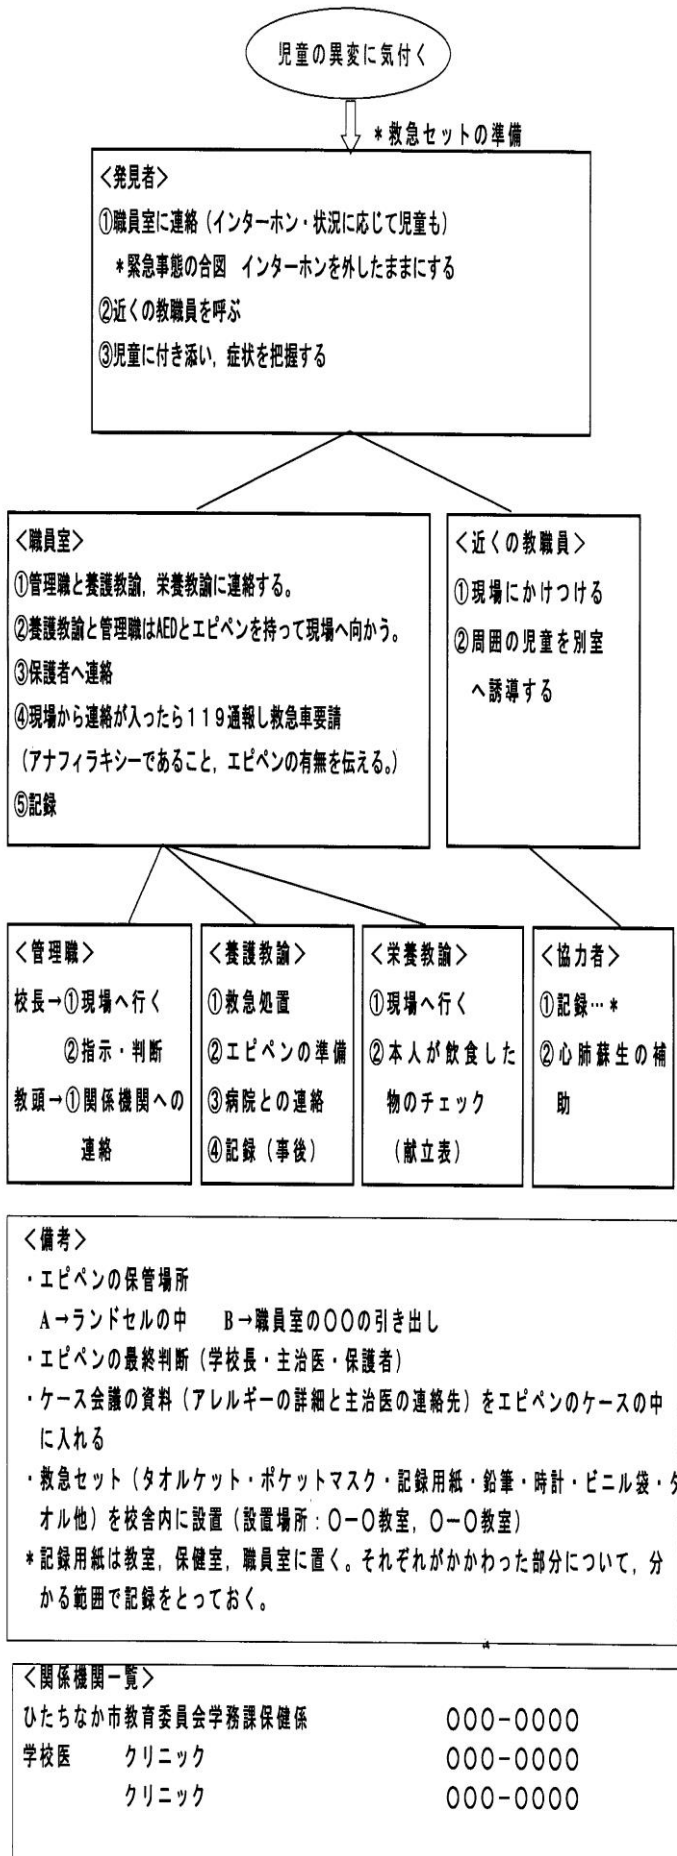 児童の異変に気付く
*救急セットの準備
<発見者>
①職員室に連絡(インターホン・状況に応じて児童も)
*緊急事態の合図 インターホンを外したままにする
②近くの教職員を呼ぶ
③児童に付き添い,症状を把握する
<職員室>
①管理職と養護教諭,栄養教諭に連絡する。
②養護教諭と管理職はAEDとエピペンを持って現場へ向かう。
③保護者へ連絡
④現場から連絡が入ったら119通報し救急車要請
(アナフィラキシーであること,エピペンの有無を伝える。)
⑤記録
<近くの教職員>
①現場にかけつける
②周囲の児童を別室
へ誘導する
<管理職>
校長→①現場へ行く
②指示・判断
教頭→①関係機関への
連絡
<養護教諭>
①救急処置
②エピペンの準備
③病院との連絡
④記録(事後)
<栄養教諭>
①現場へ行く
②本人が飲食した
物のチェック
(献立表)
<協力者>
①記録…*
②心肺蘇生の補
助
<備考>
・エピペンの保管場所
A→ランドセルの中 B→職員室の〇〇の引き出し
・エピペンの最終判断(学校長・主治医・保護者)
・ケース会議の資料(アレルギーの詳細と主治医の連絡先)をエピペンのケースの中
に入れる
・救急セット(タオルケット・ポケットマスク・記録用紙・鉛筆・時計・ビニル袋・タ
オル他)を校舎内に設置(設置場所:〇-〇教室,〇-〇教室)
*記録用紙は教室,保健室,職員室に置く。それぞれがかかわった部分について,分
かる範囲で記録をとっておく。
<関係機関一覧>
ひたちなか市教育委員会学務課保健係 〇〇〇-〇〇〇〇
学校医 クリニック 〇〇〇-〇〇〇〇
クリニック 〇〇〇-〇〇〇〇